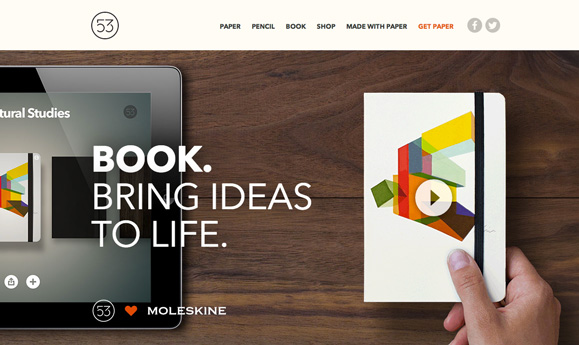 53
PAPER PENCIL BOOK SHOP MADE WITH PAPER GET PAPER
tural Studies
53
BOOK.
BRING IDEAS
TO LIFE.
53 MOLESKINE